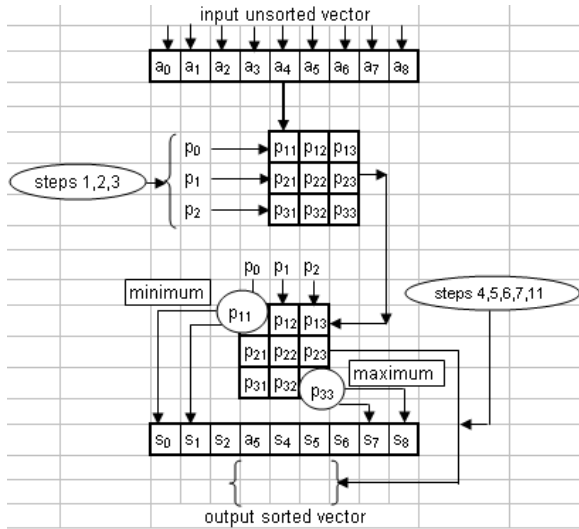 input unsorted vector
a0 a1 a2 a3 a4 a5 a6 a7 a8
p0 p11 p12 p13
steps 1,2,3 p1 p21 p22 p23
p2 p31 p32 p33
p0 p1 p2
minimum steps 4,5,6,7,11
p11 p12 p13
p21 p22 p23
maximum
p31 p32 p33
s0 s1 s2 a5 s4 s5 s6 s7 s8
output sorted vector